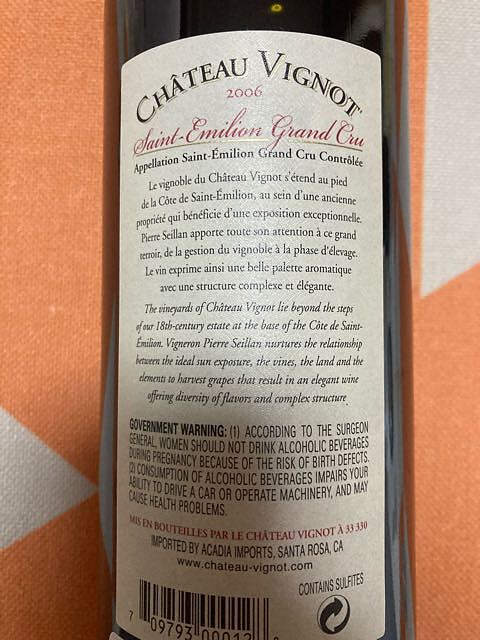 CHÂTEAU VIGNOT
2006
Saint-Emilion Grand Cru
Appellation Saint-Émilion Grand Cru Contrôlée
Le vignoble du Château Vignot s'étend au pied
de la Côte de Saint-Émilion, au sein d'une ancienne
propriété qui bénéficie d'une exposition exceptionnelle.
Pierre Seillan apporte toute son attention à ce grand
terroir, de la gestion du vignoble à la phase d'élevage.
Le vin exprime ainsi une belle palette aromatique
avec une structure complexe et élégante.
The vineyards of Château Vignot lie beyond the steps
of our 18th-century estate at the base of the Côte de Saint-
Émilion. Vigneron Pierre Seillan nurtures the relationship
between the ideal sun exposure, the vines, the land and the
elements to harvest grapes that result in an elegant wine
offering diversity of flavors and complex structure.
GOVERNMENT WARNING: (1) ACCORDING TO THE SURGEON
GENERAL, WOMEN SHOULD NOT DRINK ALCOHOLIC BEVERAGES
DURING PREGNANCY BECAUSE OF THE RISK OF BIRTH DEFECTS.
(2) CONSUMPTION OF ALCOHOLIC BEVERAGES IMPAIRS YOUR
ABILITY TO DRIVE A CAR OR OPERATE MACHINERY, AND MAY
CAUSE HEALTH PROBLEMS.
MIS EN BOUTEILLES PAR LE CHÂTEAU VIGNOT À 33 330
IMPORTED BY ACADIA IMPORTS, SANTA ROSA, CA
www.chateau-vignot.com
CONTAINS SULFITES
7 09793 00012